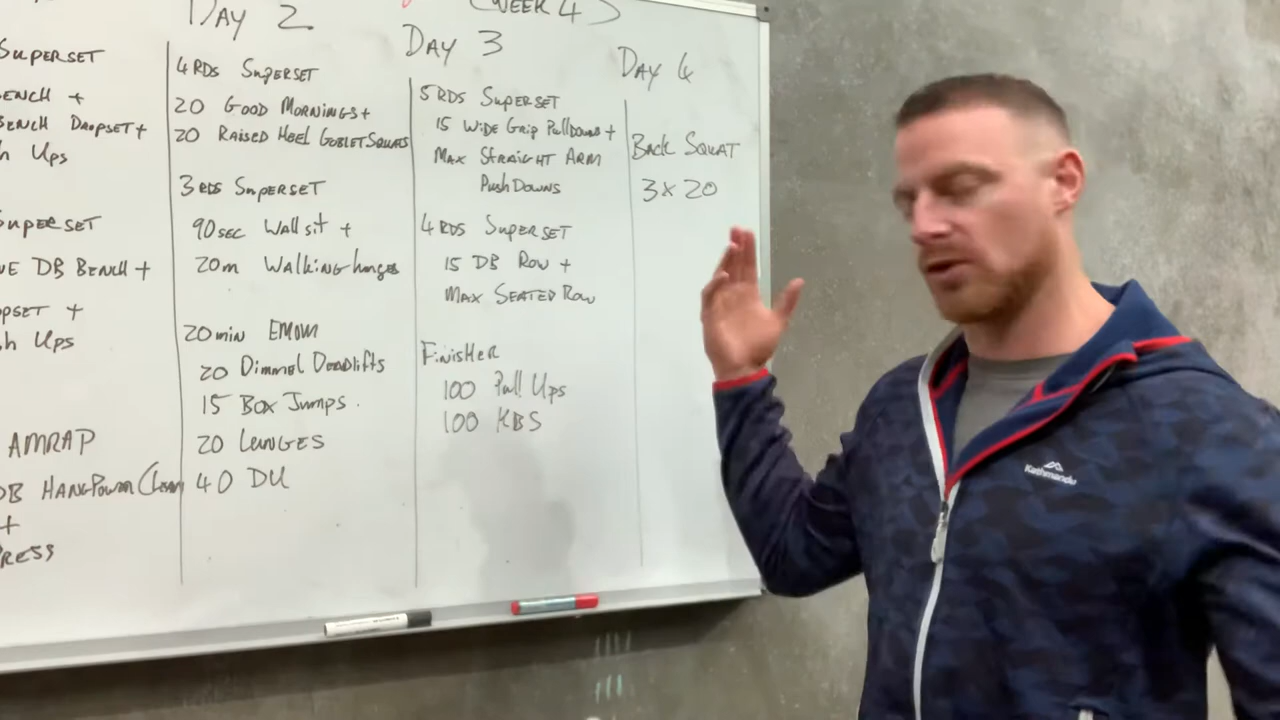 (WEEK 4)
SUPERSET
BENCH +
BENCH DROPSET +
Ups
SUPERSET
DB BENCH +
+
Ups
AMRAP
DB HANG POWER Clean
+
PRESS
DAY 2
4 RDS SUPERSET
20 GOOD MORNINGS +
20 RAISED HEEL GOBLET SQUATS
3 RDS SUPERSET
90 SEC Wall sit +
20m Walking lunges
20 min EMOM
20 Dimmel Deadlifts
15 Box Jumps.
20 LUNGES
40 DU
DAY 3
5 RDS SUPERSET
15 WIDE Grip Pulldowns +
MAX STRAIGHT ARM
PushDowns
4 RDS SUPERSET
15 DB ROW +
MAX SEATED ROW
FINISHER
100 Pull Ups
100 KBS
DAY 4
BACK SQUAT
3 x 20
Kathmandu